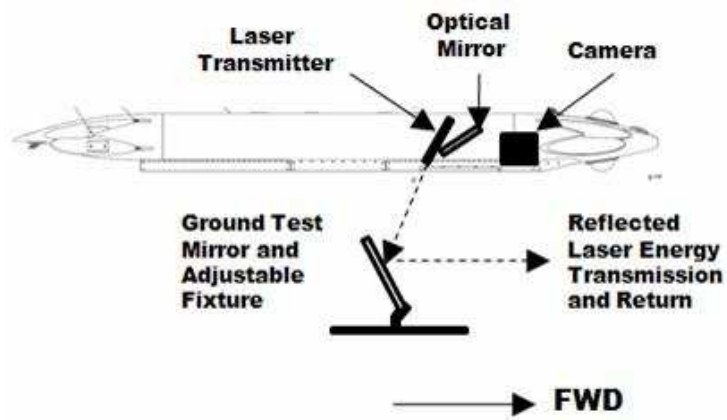 Laser
Transmitter
Optical
Mirror
Camera
Ground Test
Mirror and
Adjustable
Fixture
Reflected
Laser Energy
Transmission
and Return
FWD